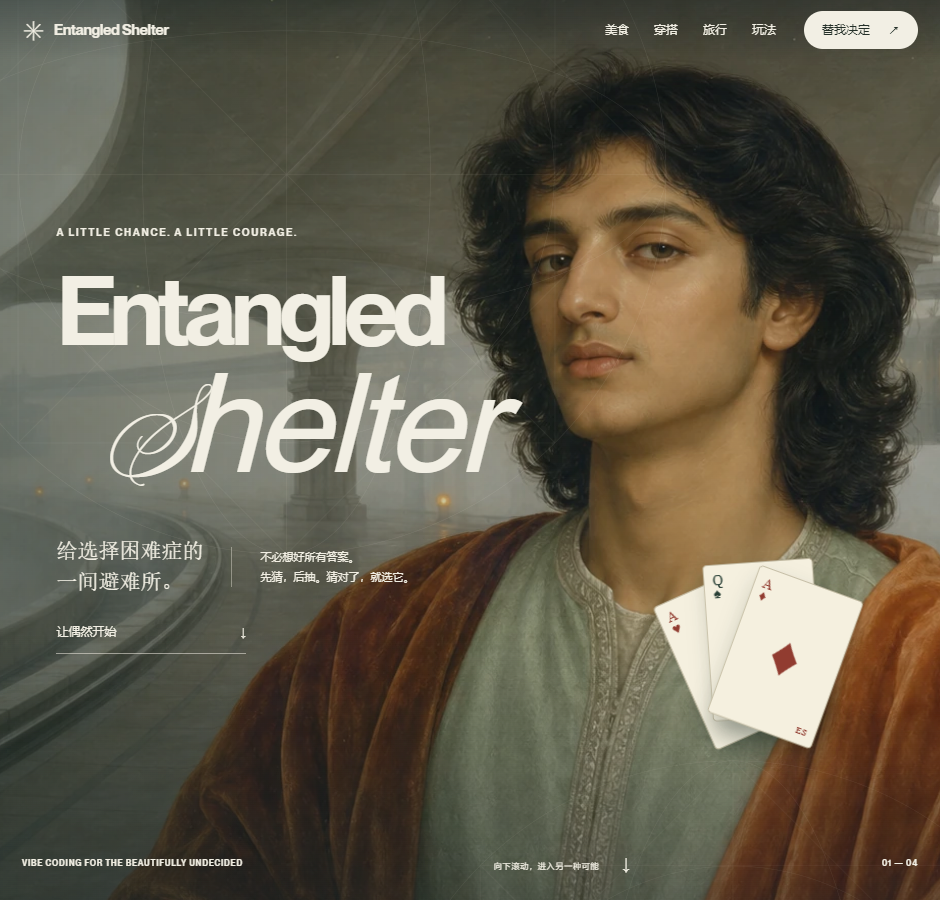 Entangled Shelter
美食
穿搭
旅行
玩法
替我决定 ↗
A LITTLE CHANCE. A LITTLE COURAGE.
Entangled
Shelter
给选择困难症的
一间避难所。
不必想好所有答案。
先猜，后抽。猜对了，就选它。
让偶然开始 ↓
A
Q
A
ES
VIBE CODING FOR THE BEAUTIFULLY UNDECIDED
向下滚动，进入另一种可能 ↓
01 — 04